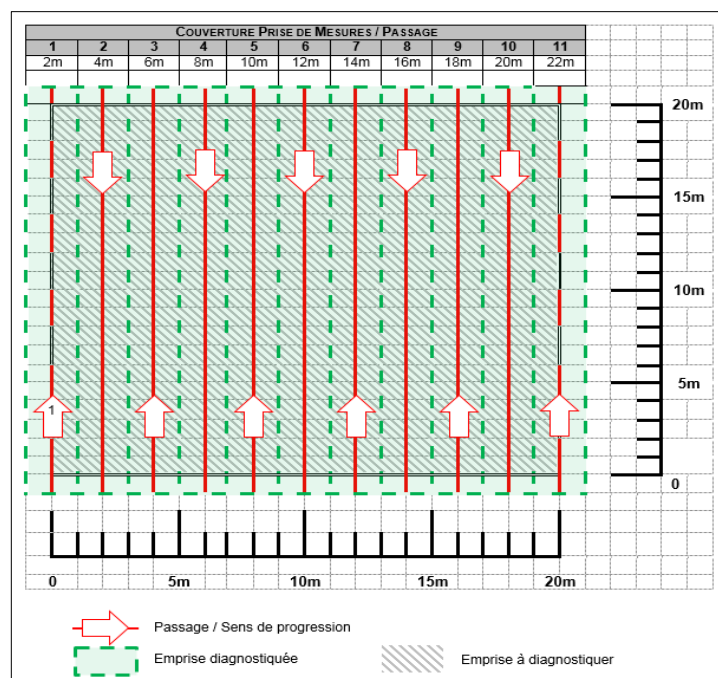 COUVERTURE PRISE DE MESURES / PASSAGE
1 2 3 4 5 6 7 8 9 10 11
2m 4m 6m 8m 10m 12m 14m 16m 18m 20m 22m
20m
15m
10m
5m
1
0
0 5m 10m 15m 20m
Passage / Sens de progression
Emprise diagnostiquée Emprise à diagnostiquer